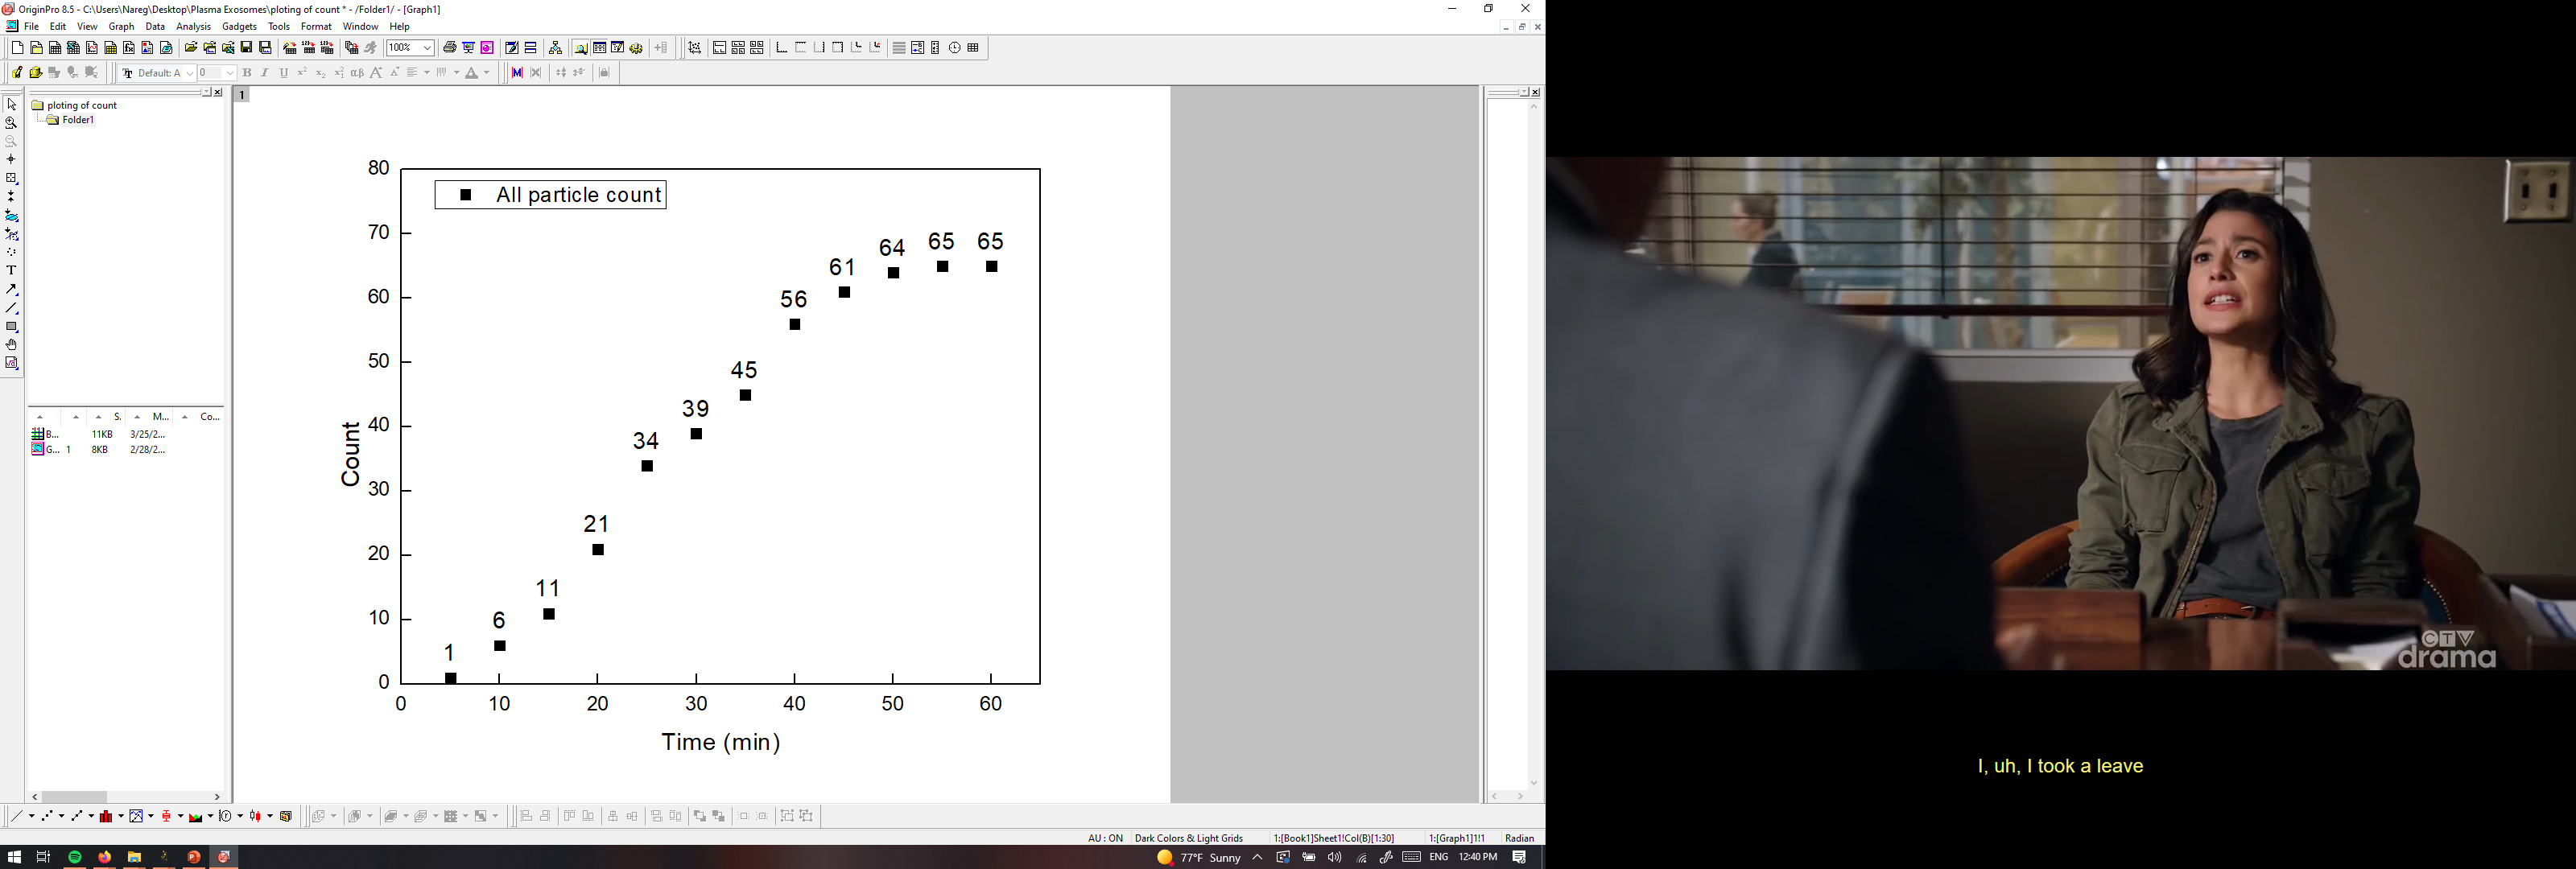 OriginPro 8.5 - C:\Users\Nareg\Desktop\Plasma Exosomes\ploting of count * - /Folder1/ - [Graph1]
File Edit View Graph Data Analysis Gadgets Tools Format Window Help
100%
Default: A 0 B I U
ploting of count
Folder1
S. M... Co...
B... 11KB 3/25/2...
G... 1 8KB 2/28/2...
1
All particle count
80
70
60
50
40
30
20
10
0
Count
1
6
11
21
34
39
45
56
61
64
65
65
0 10 20 30 40 50 60
Time (min)
AU : ON Dark Colors & Light Grids 1:[Book1]Sheet1!Col(B)[1:30] 1:[Graph1]1!1 Radian
77°F Sunny ENG 12:40 PM
CTV
drama
I, uh, I took a leave